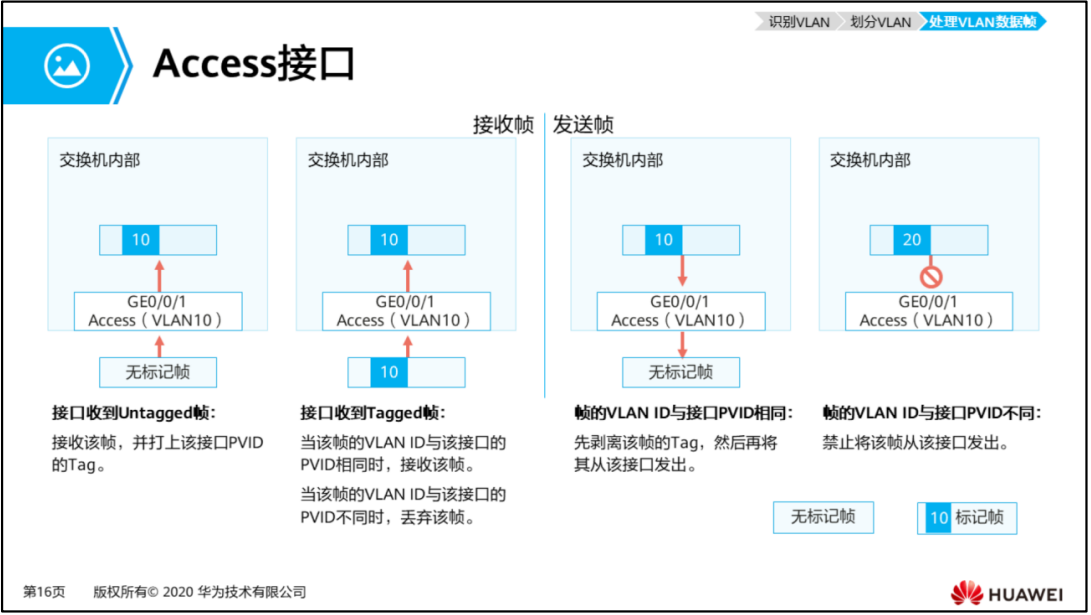 识别VLAN
划分VLAN
处理VLAN数据帧
Access接口
接收帧
发送帧
交换机内部
10
GE0/0/1
Access（VLAN10）
无标记帧
接口收到Untagged帧：
接收该帧，并打上该接口PVID
的Tag。
交换机内部
10
GE0/0/1
Access（VLAN10）
10
接口收到Tagged帧：
当该帧的VLAN ID与该接口的
PVID相同时，接收该帧。
当该帧的VLAN ID与该接口的
PVID不同时，丢弃该帧。
交换机内部
10
GE0/0/1
Access（VLAN10）
无标记帧
帧的VLAN ID与接口PVID相同：
先剥离该帧的Tag，然后再将
其从该接口发出。
交换机内部
20
GE0/0/1
Access（VLAN10）
帧的VLAN ID与接口PVID不同：
禁止将该帧从该接口发出。
无标记帧
10 标记帧
第16页
版权所有© 2020 华为技术有限公司
HUAWEI